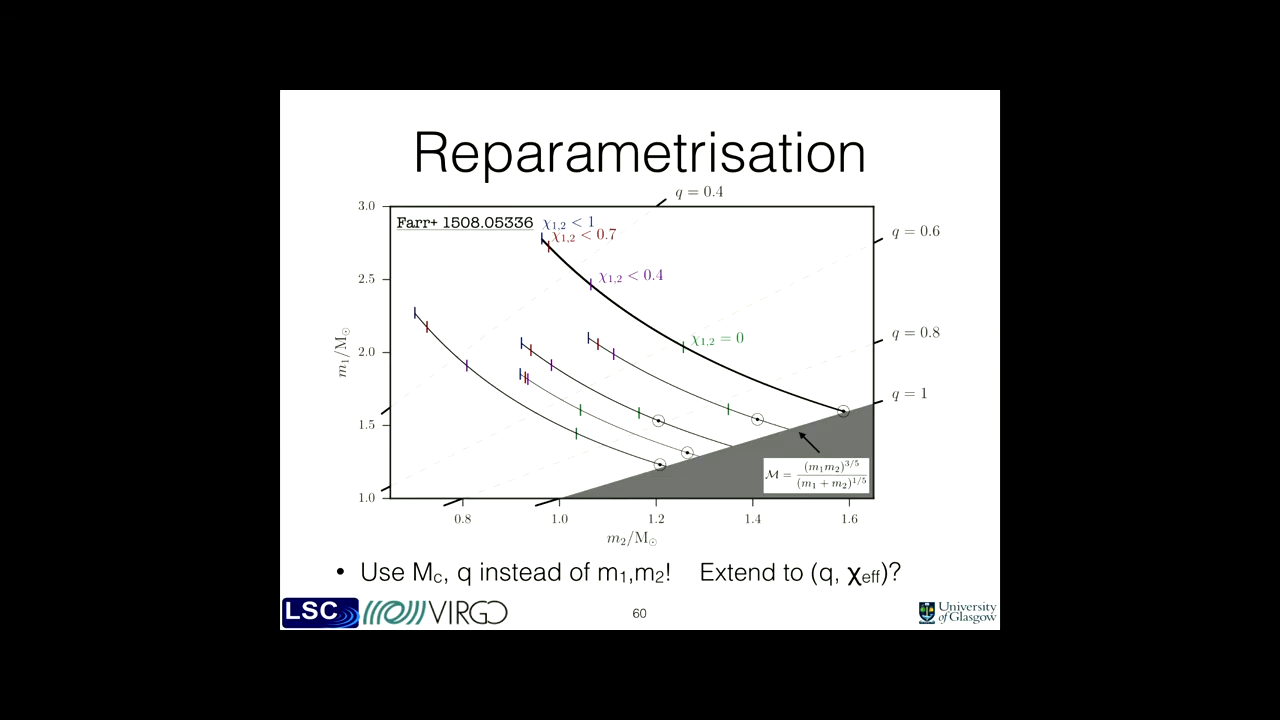 Reparametrisation
q = 0.4
3.0
Farr+ 1508.05336
χ1,2 < 1
χ1,2 < 0.7
q = 0.6
2.5
χ1,2 < 0.4
m1/M⊙
2.0
χ1,2 = 0
q = 0.8
q = 1
1.5
ℳ = (m1m2)^3/5 / (m1 + m2)^1/5
1.0
0.8 1.0 1.2 1.4 1.6
m2/M⊙
• Use Mc, q instead of m1,m2! Extend to (q, χeff)?
LSC VIRGO 60 University of Glasgow